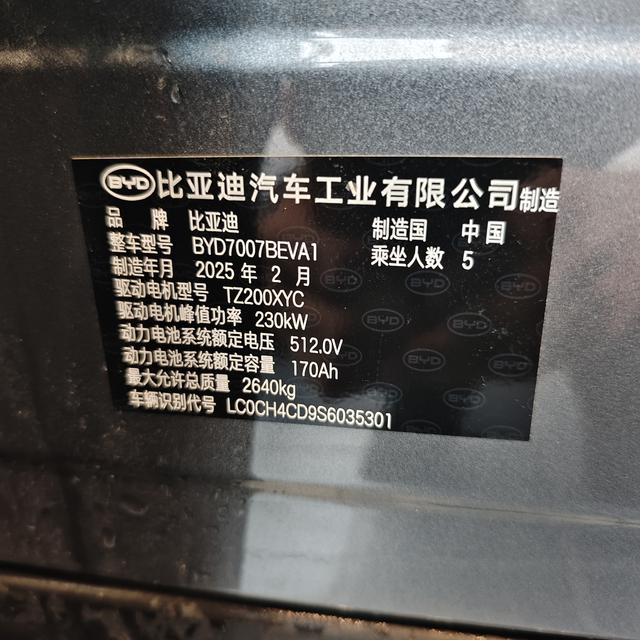 BYD 比亚迪汽车工业有限公司制造
品 牌 比亚迪 制造国 中国
整车型号 BYD7007BEVA1 乘坐人数 5
制造年月 2025 年 2 月
驱动电机型号 TZ200XYC
驱动电机峰值功率 230kW
动力电池系统额定电压 512.0V
动力电池系统额定容量 170Ah
最大允许总质量 2640kg
车辆识别代号 LC0CH4CD9S6035301